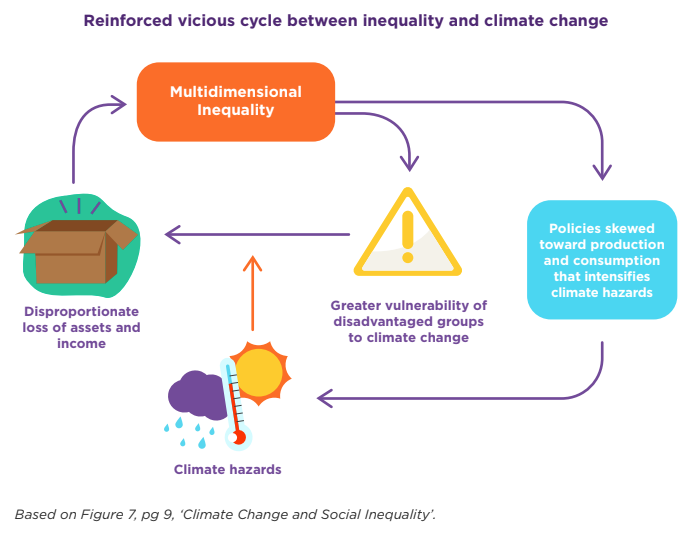 Reinforced vicious cycle between inequality and climate change
Multidimensional
Inequality
Policies skewed
toward production
and consumption
that intensifies
climate hazards
Greater vulnerability of
disadvantaged groups
to climate change
Disproportionate
loss of assets and
income
Climate hazards
Based on Figure 7, pg 9, ‘Climate Change and Social Inequality’.